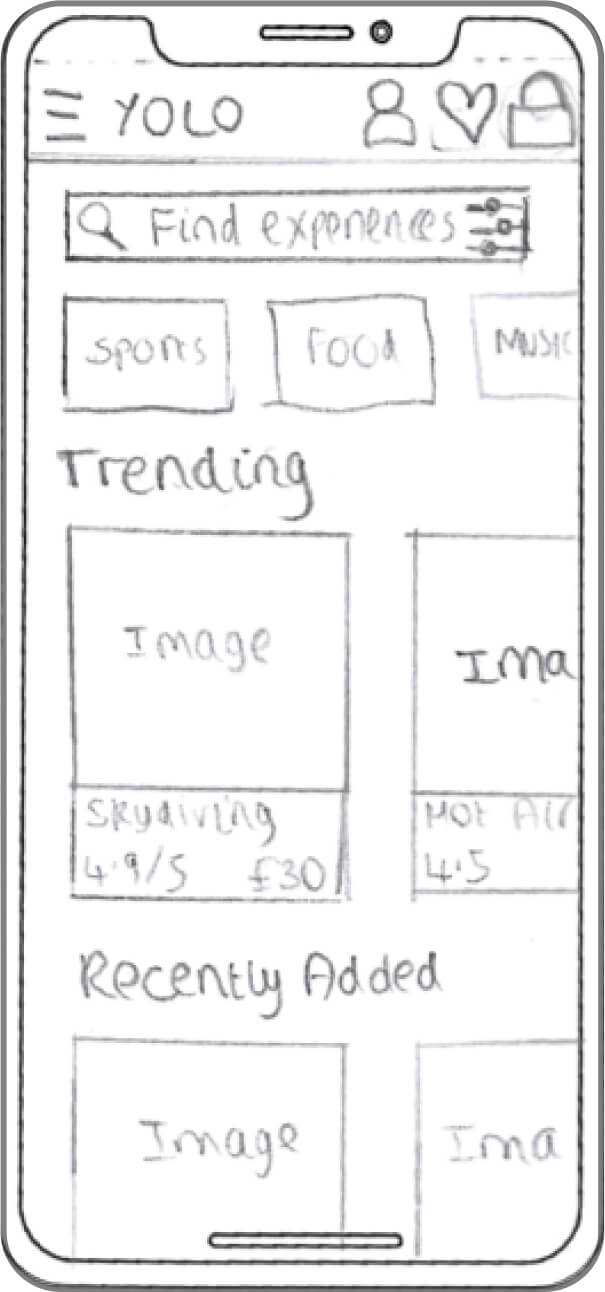 YOLO
Find experiences
Sports Food Music
Trending
Image Ima
Skydiving Hot Air
4.9/5 £30 4.5
Recently Added
Image Ima